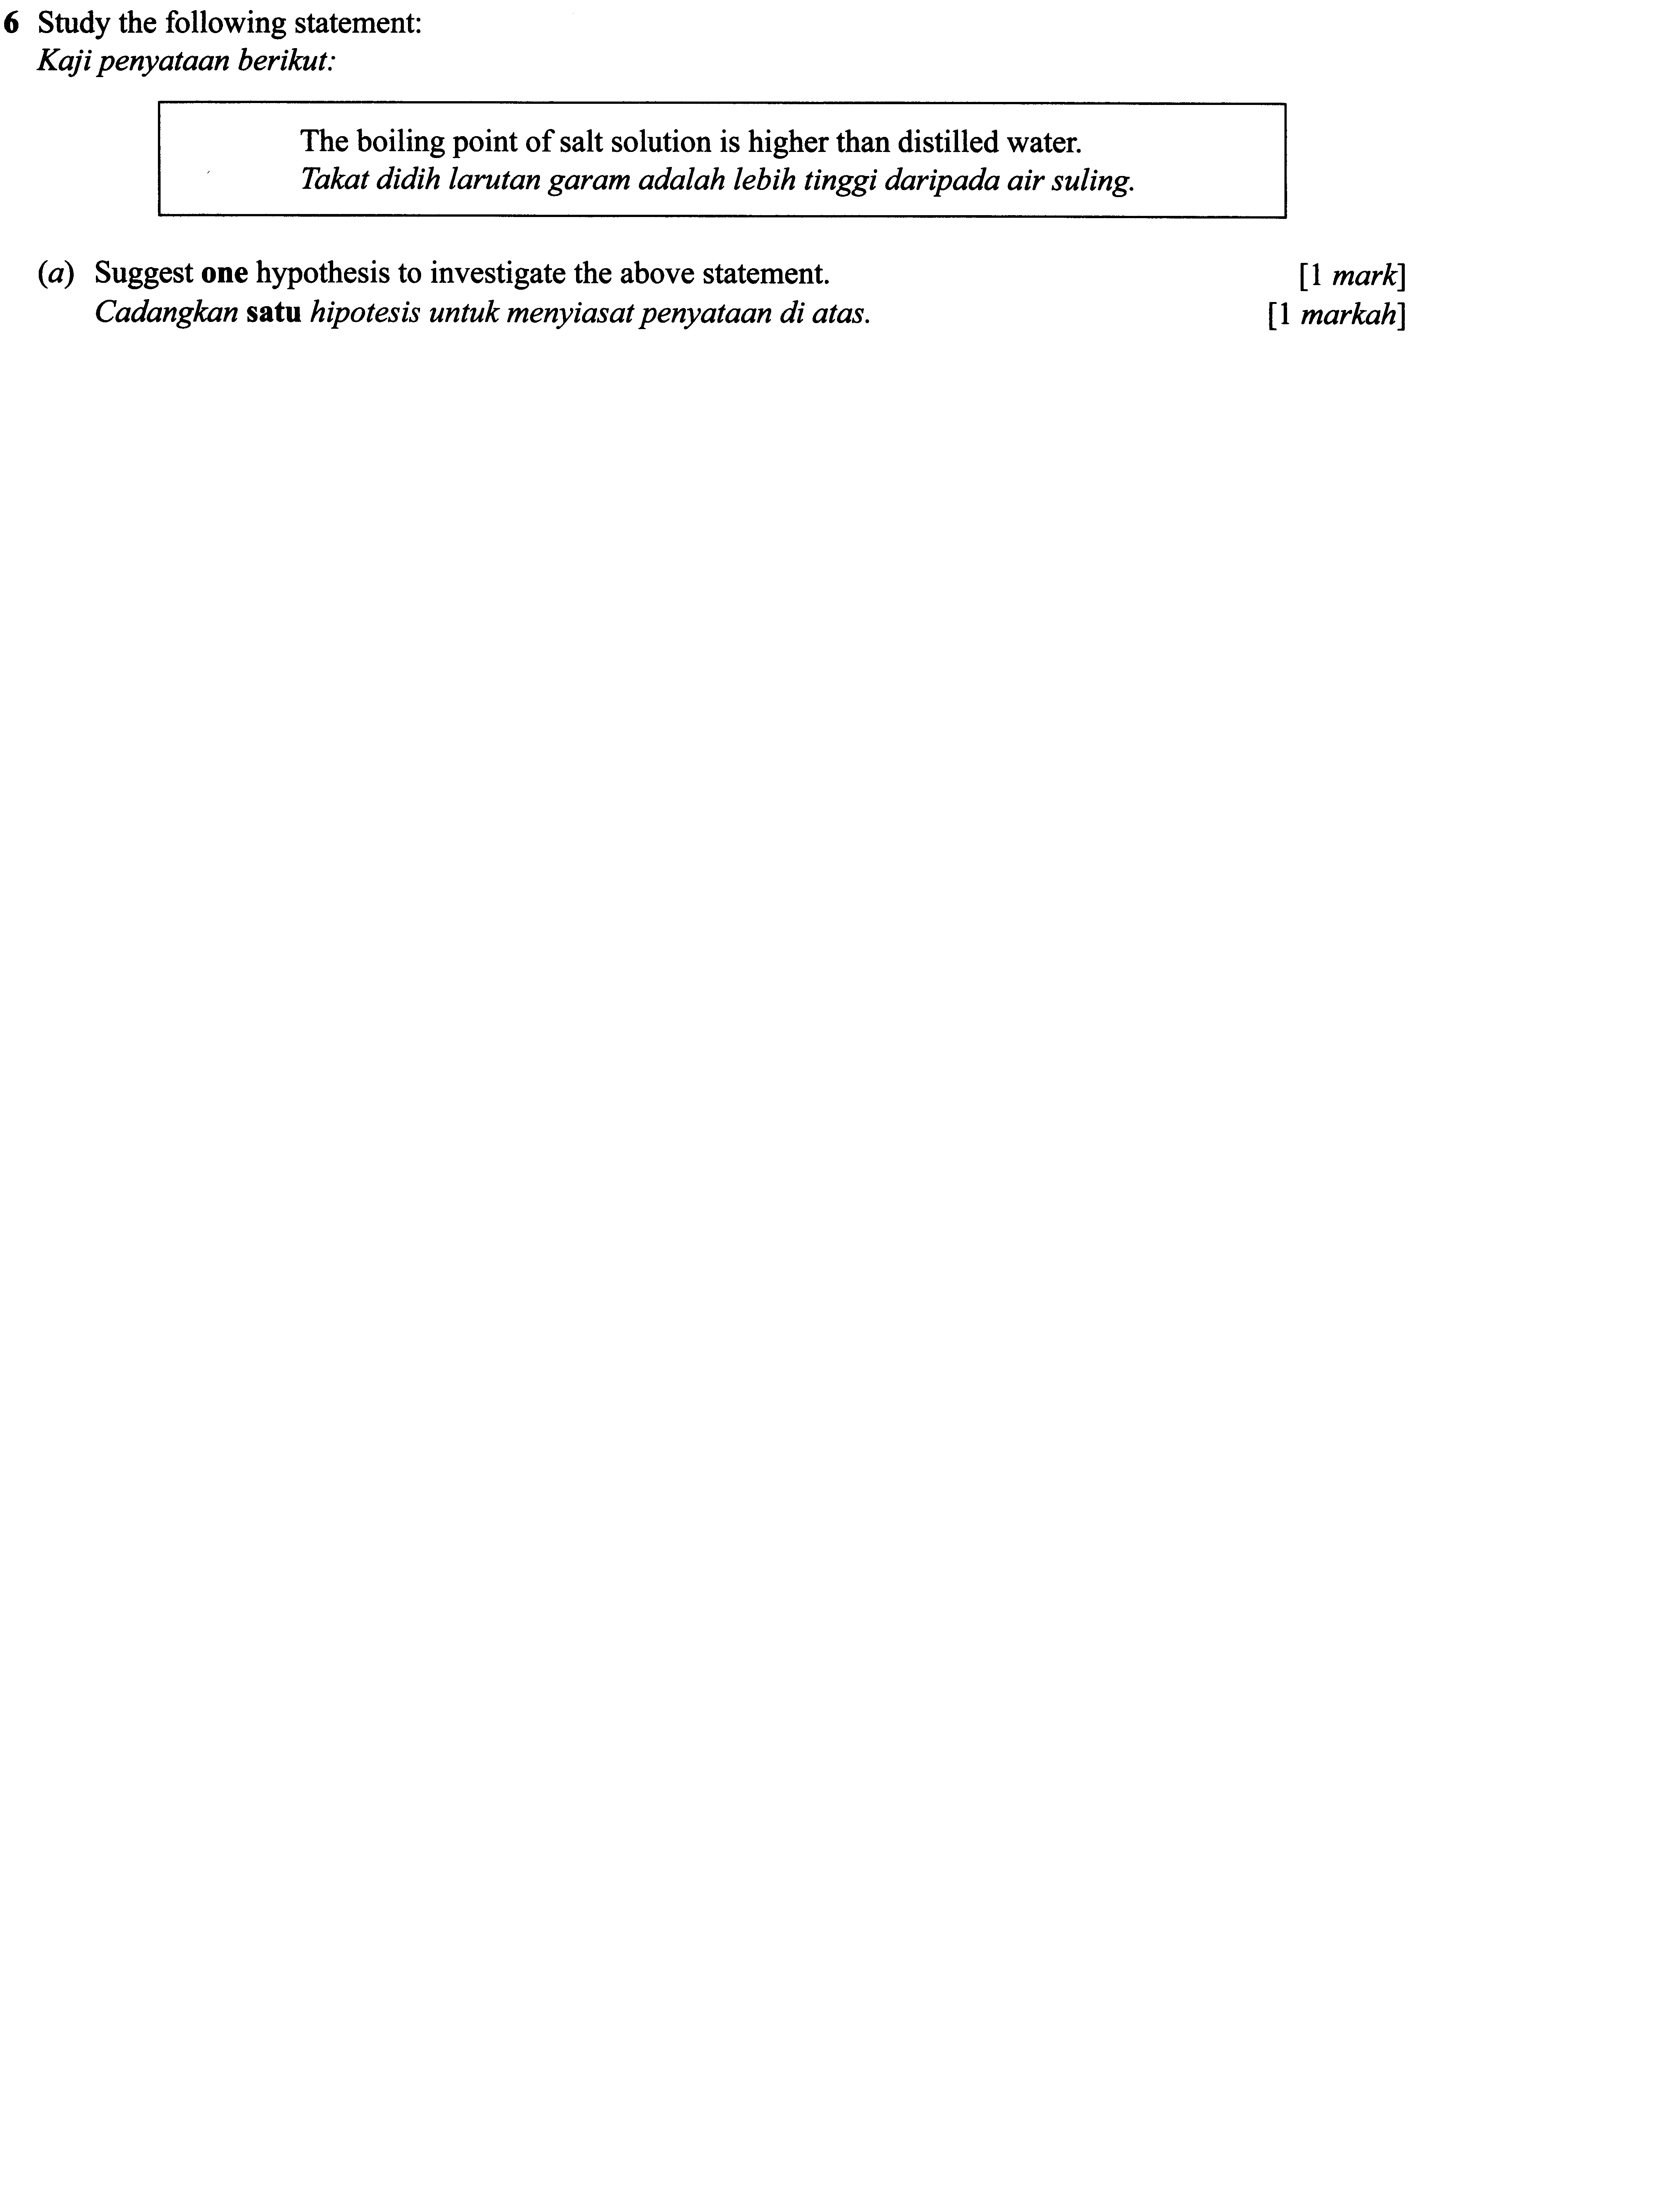 6 Study the following statement:
Kaji penyataan berikut:
The boiling point of salt solution is higher than distilled water.
Takat didih larutan garam adalah lebih tinggi daripada air suling.
(a) Suggest one hypothesis to investigate the above statement. [1 mark]
Cadangkan satu hipotesis untuk menyiasat penyataan di atas. [1 markah]